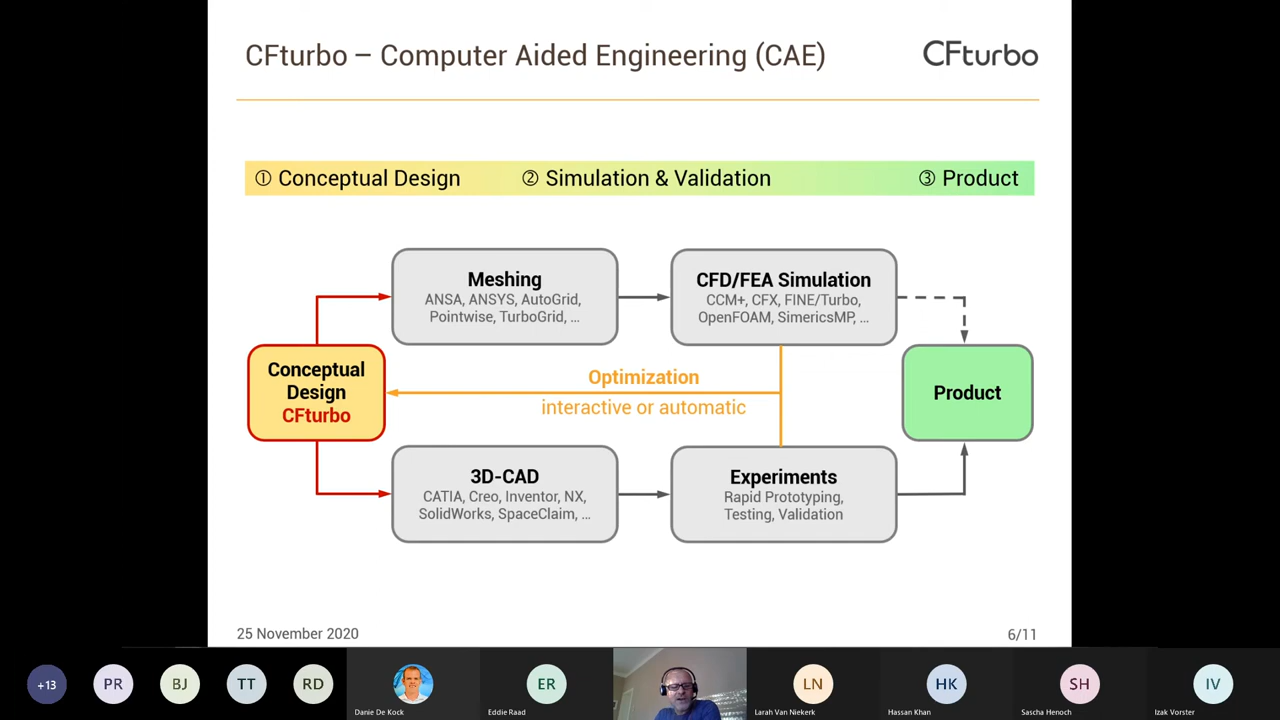 CFturbo – Computer Aided Engineering (CAE)
CFturbo
① Conceptual Design
② Simulation & Validation
③ Product
Meshing
ANSA, ANSYS, AutoGrid,
Pointwise, TurboGrid, ...
CFD/FEA Simulation
CCM+, CFX, FINE/Turbo,
OpenFOAM, SimericsMP, ...
Conceptual
Design
CFturbo
Optimization
interactive or automatic
Product
3D-CAD
CATIA, Creo, Inventor, NX,
SolidWorks, SpaceClaim, ...
Experiments
Rapid Prototyping,
Testing, Validation
25 November 2020
6/11
+13
PR
BJ
TT
RD
Danie De Kock
ER
Eddie Raad
LN
Larah Van Niekerk
HK
Hassan Khan
SH
Sascha Henoch
IV
Izak Vorster